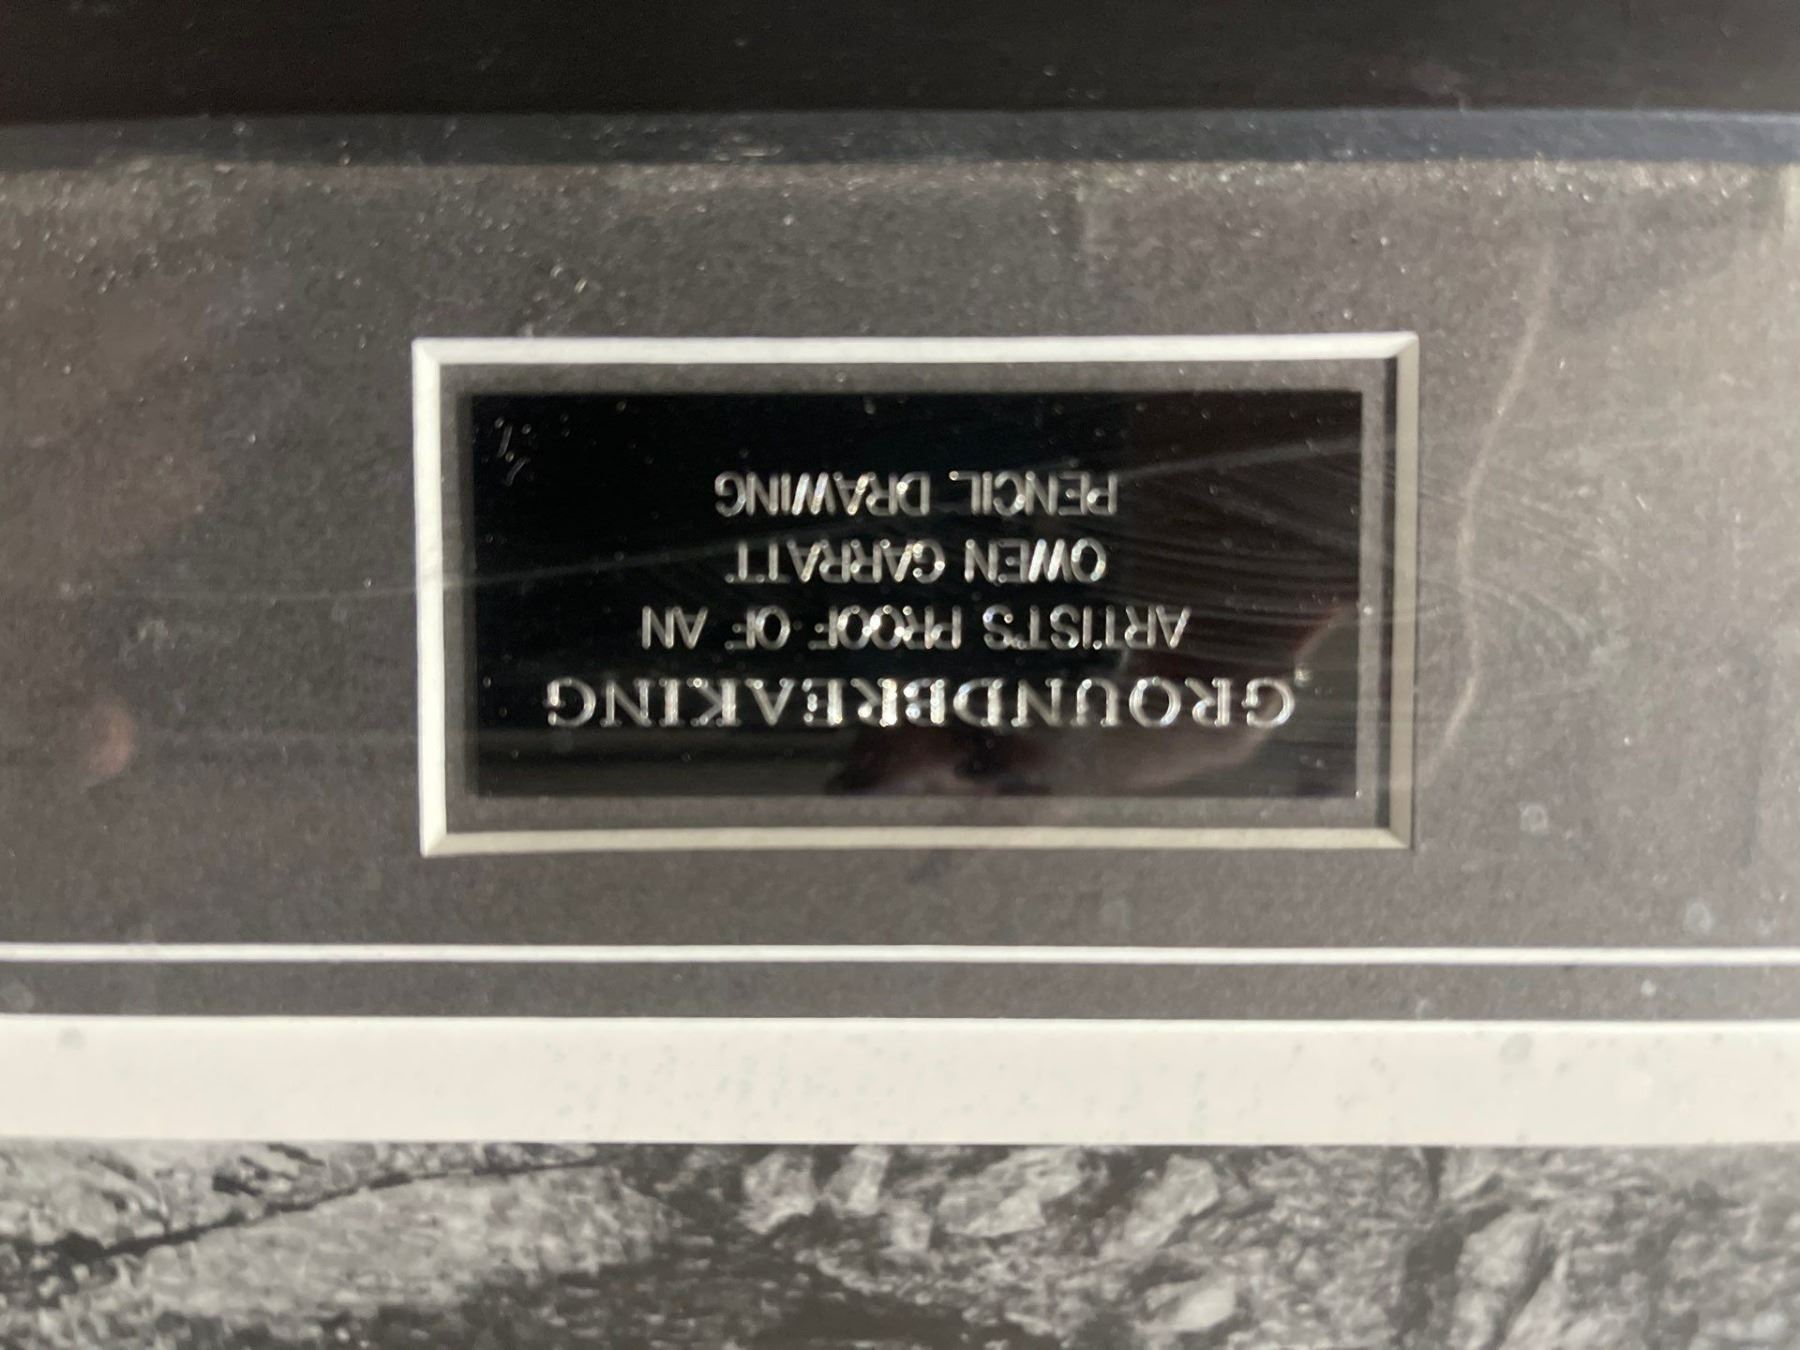 GROUNDBREAKING
ARTIST'S PROOF OF AN
OWEN GARRATT
PENCIL DRAWING